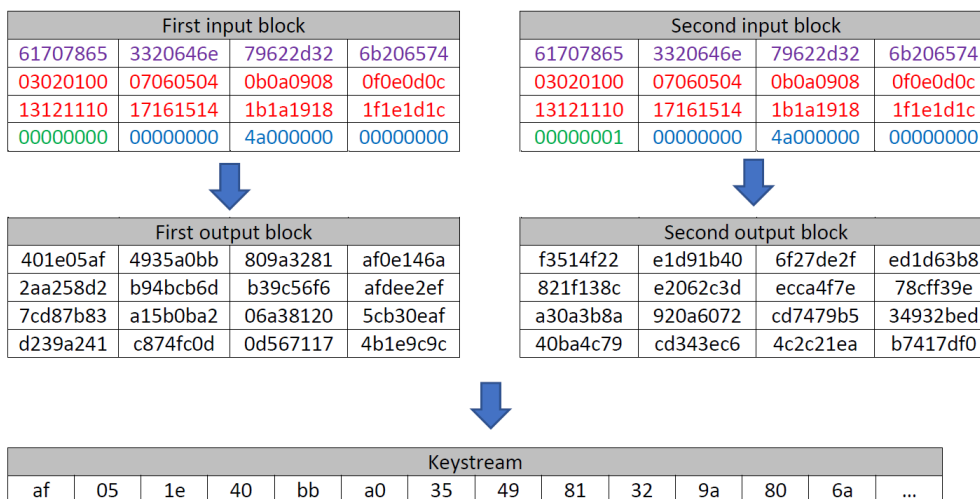 First input block
61707865 3320646e 79622d32 6b206574
03020100 07060504 0b0a0908 0f0e0d0c
13121110 17161514 1b1a1918 1f1e1d1c
00000000 00000000 4a000000 00000000
Second input block
61707865 3320646e 79622d32 6b206574
03020100 07060504 0b0a0908 0f0e0d0c
13121110 17161514 1b1a1918 1f1e1d1c
00000001 00000000 4a000000 00000000
First output block
401e05af 4935a0bb 809a3281 af0e146a
2aa258d2 b94bcb6d b39c56f6 afdee2ef
7cd87b83 a15b0ba2 06a38120 5cb30eaf
d239a241 c874fc0d 0d567117 4b1e9c9c
Second output block
f3514f22 e1d91b40 6f27de2f ed1d63b8
821f138c e2062c3d ecca4f7e 78cff39e
a30a3b8a 920a6072 cd7479b5 34932bed
40ba4c79 cd343ec6 4c2c21ea b7417df0
Keystream
af 05 1e 40 bb a0 35 49 81 32 9a 80 6a ...